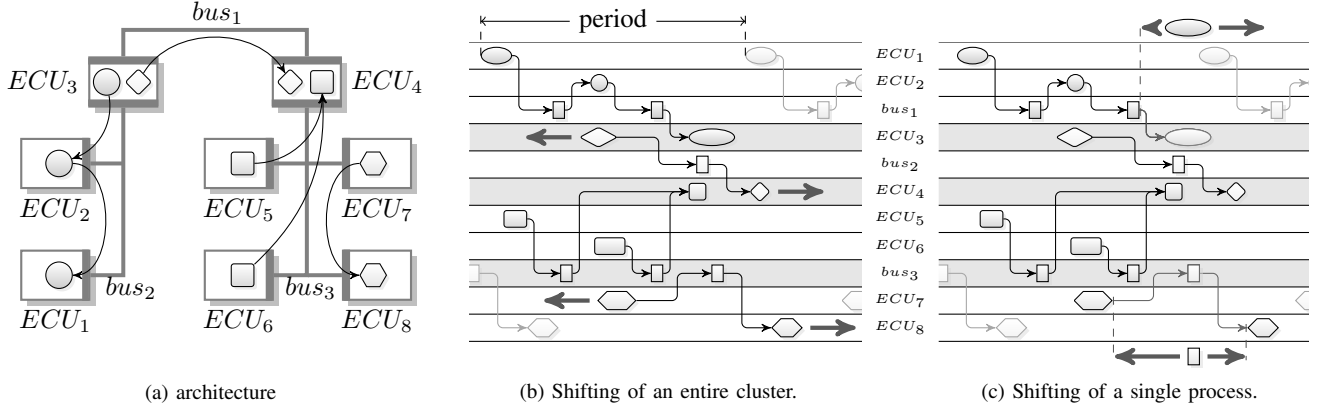 bus1
ECU3
ECU4
ECU2
ECU5
ECU7
ECU1
bus2
ECU6
bus3
ECU8
(a) architecture
period
ECU1
ECU2
bus1
ECU3
bus2
ECU4
ECU5
ECU6
bus3
ECU7
ECU8
(b) Shifting of an entire cluster.
(c) Shifting of a single process.